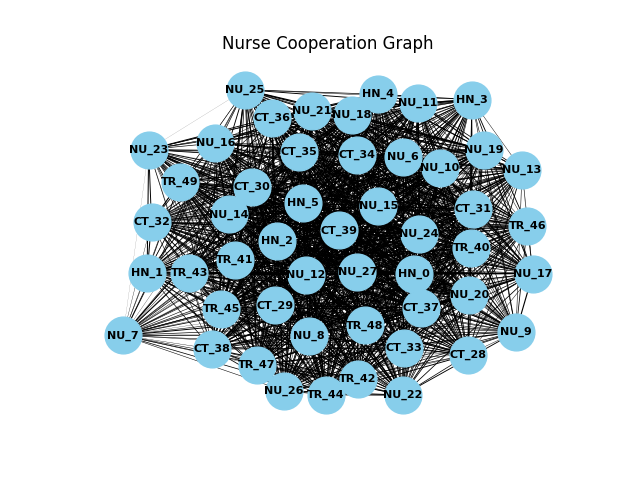 Nurse Cooperation Graph
NU_25
HN_4
HN_3
NU_11
NU_21
NU_18
CT_36
NU_16
NU_23
CT_35
CT_34
NU_6
NU_19
NU_10
NU_13
TR_49
CT_30
HN_5
NU_15
CT_31
NU_14
CT_32
TR_46
CT_39
NU_24
HN_2
TR_40
TR_41
HN_1
TR_43
NU_12
NU_27
HN_0
NU_17
NU_20
CT_29
TR_45
CT_37
TR_48
NU_9
NU_7
NU_8
CT_38
CT_33
CT_28
TR_47
TR_42
NU_26
TR_44
NU_22